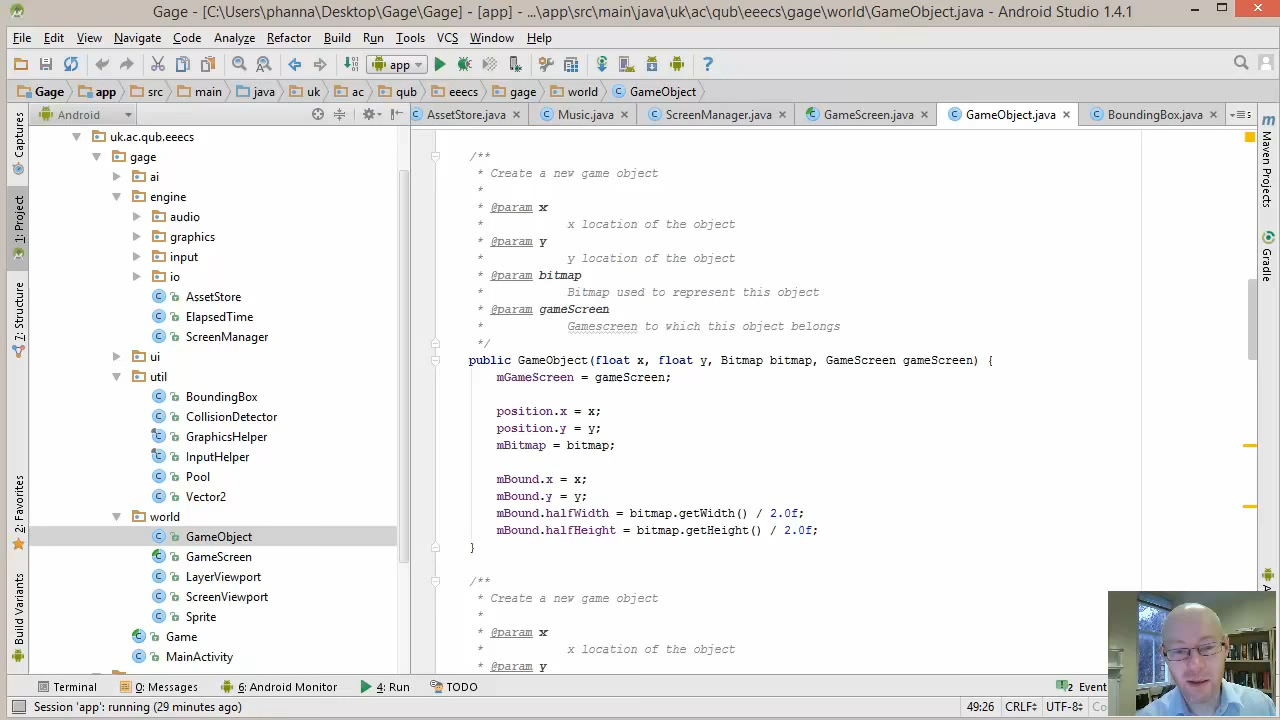 Gage - [C:\Users\phanna\Desktop\Gage\Gage] - [app] - ...\app\src\main\java\uk\ac\qub\eeecs\gage\world\GameObject.java - Android Studio 1.4.1
File Edit View Navigate Code Analyze Refactor Build Run Tools VCS Window Help
app
Gage app src main java uk ac qub eeecs gage world GameObject
Android
AssetStore.java Music.java ScreenManager.java GameScreen.java GameObject.java BoundingBox.java
Captures
1: Project
7: Structure
2: Favorites
Build Variants
uk.ac.qub.eeecs
gage
ai
engine
audio
graphics
input
io
AssetStore
ElapsedTime
ScreenManager
ui
util
BoundingBox
CollisionDetector
GraphicsHelper
InputHelper
Pool
Vector2
world
GameObject
GameScreen
LayerViewport
ScreenViewport
Sprite
Game
MainActivity
/**
* Create a new game object
*
* @param x
* x location of the object
* @param y
* y location of the object
* @param bitmap
* Bitmap used to represent this object
* @param gameScreen
* Gamescreen to which this object belongs
*/
public GameObject(float x, float y, Bitmap bitmap, GameScreen gameScreen) {
mGameScreen = gameScreen;
position.x = x;
position.y = y;
mBitmap = bitmap;
mBound.x = x;
mBound.y = y;
mBound.halfWidth = bitmap.getWidth() / 2.0f;
mBound.halfHeight = bitmap.getHeight() / 2.0f;
}
/**
* Create a new game object
*
* @param x
* x location of the object
* @param y
Maven Projects
Gradle
Terminal 0: Messages 6: Android Monitor 4: Run TODO 2 Event
Session 'app': running (29 minutes ago) 49:26 CRLF UTF-8